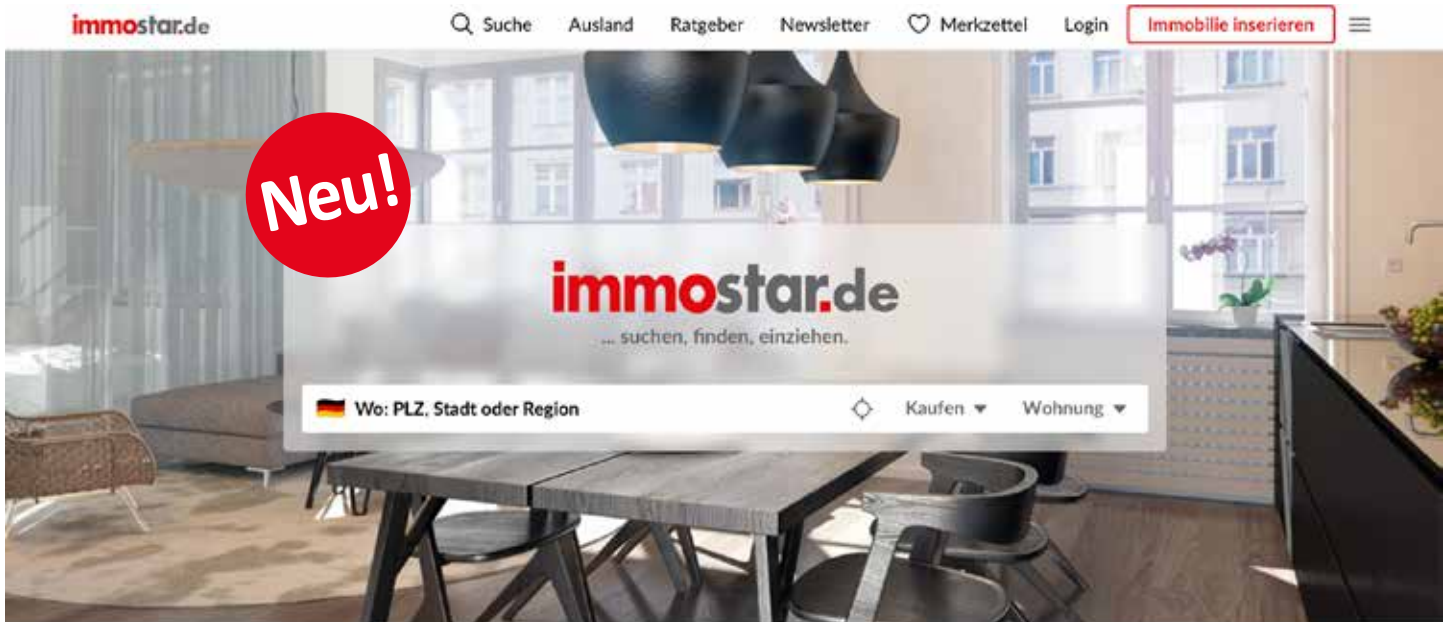 immostar.de
Suche Ausland Ratgeber Newsletter Merkzettel Login Immobilie inserieren
Neu!
immostar.de
... suchen, finden, einziehen.
Wo: PLZ, Stadt oder Region Kaufen Wohnung